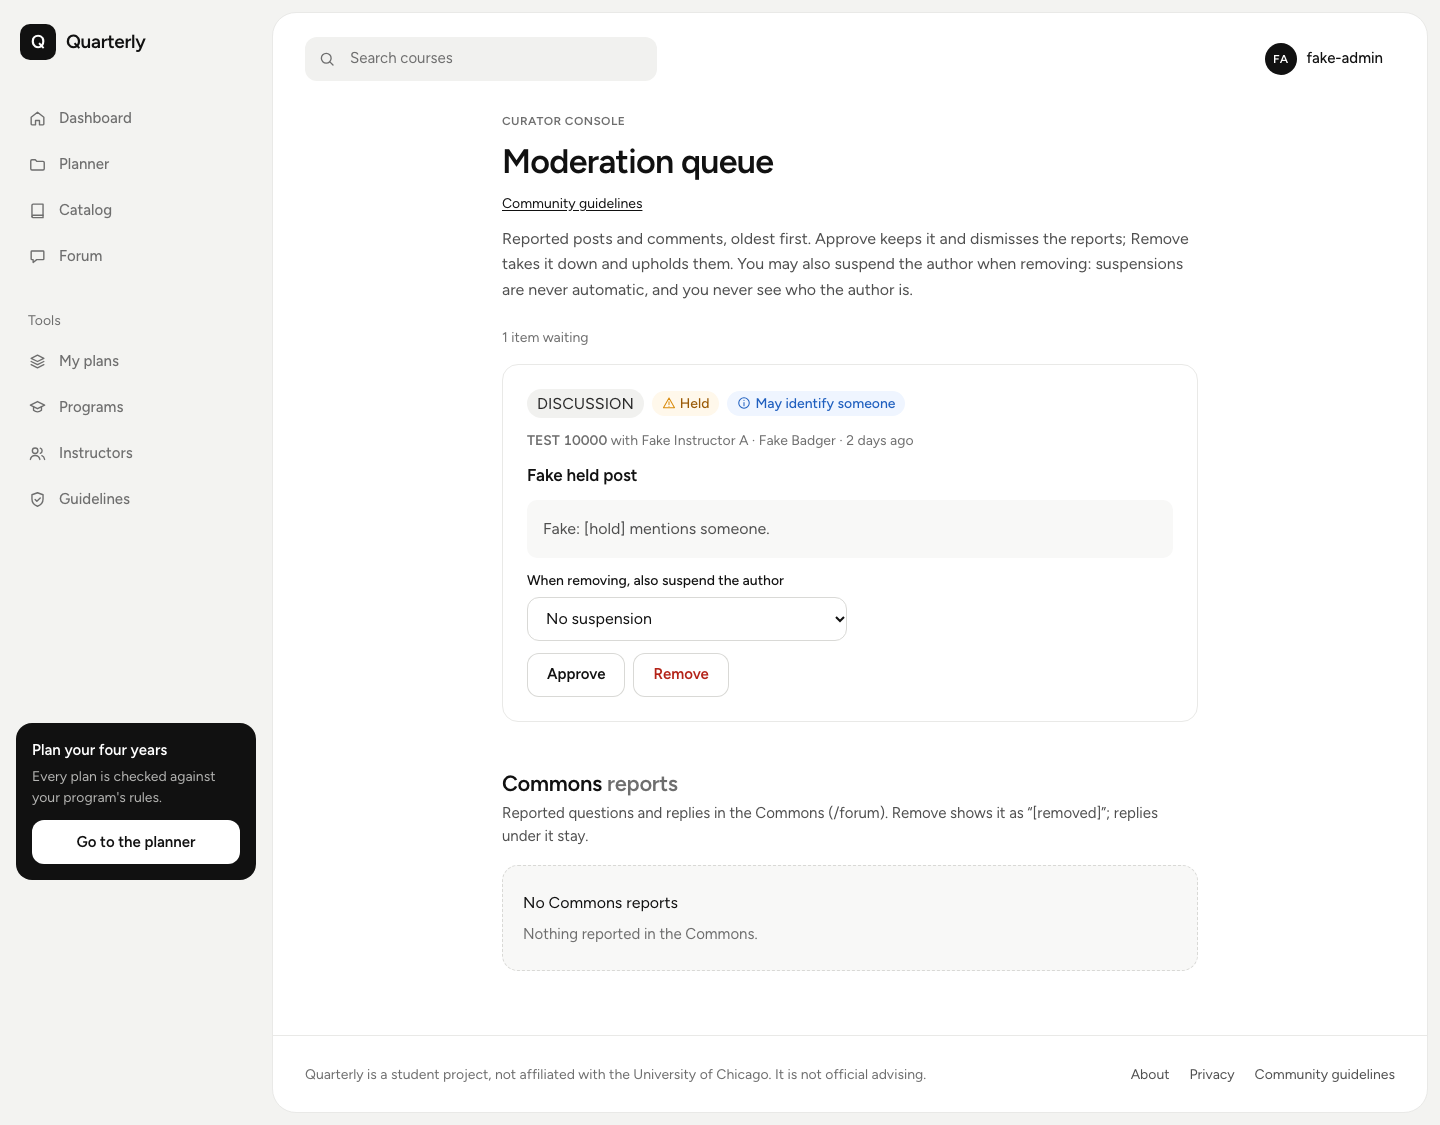 Q Quarterly
Dashboard
Planner
Catalog
Forum
Tools
My plans
Programs
Instructors
Guidelines
Plan your four years
Every plan is checked against
your program's rules.
Go to the planner
Search courses
FA fake-admin
CURATOR CONSOLE
Moderation queue
Community guidelines
Reported posts and comments, oldest first. Approve keeps it and dismisses the reports; Remove
takes it down and upholds them. You may also suspend the author when removing: suspensions
are never automatic, and you never see who the author is.
1 item waiting
DISCUSSION Held May identify someone
TEST 10000 with Fake Instructor A · Fake Badger · 2 days ago
Fake held post
Fake: [hold] mentions someone.
When removing, also suspend the author
No suspension
Approve Remove
Commons reports
Reported questions and replies in the Commons (/forum). Remove shows it as “[removed]”; replies
under it stay.
No Commons reports
Nothing reported in the Commons.
Quarterly is a student project, not affiliated with the University of Chicago. It is not official advising.
About Privacy Community guidelines